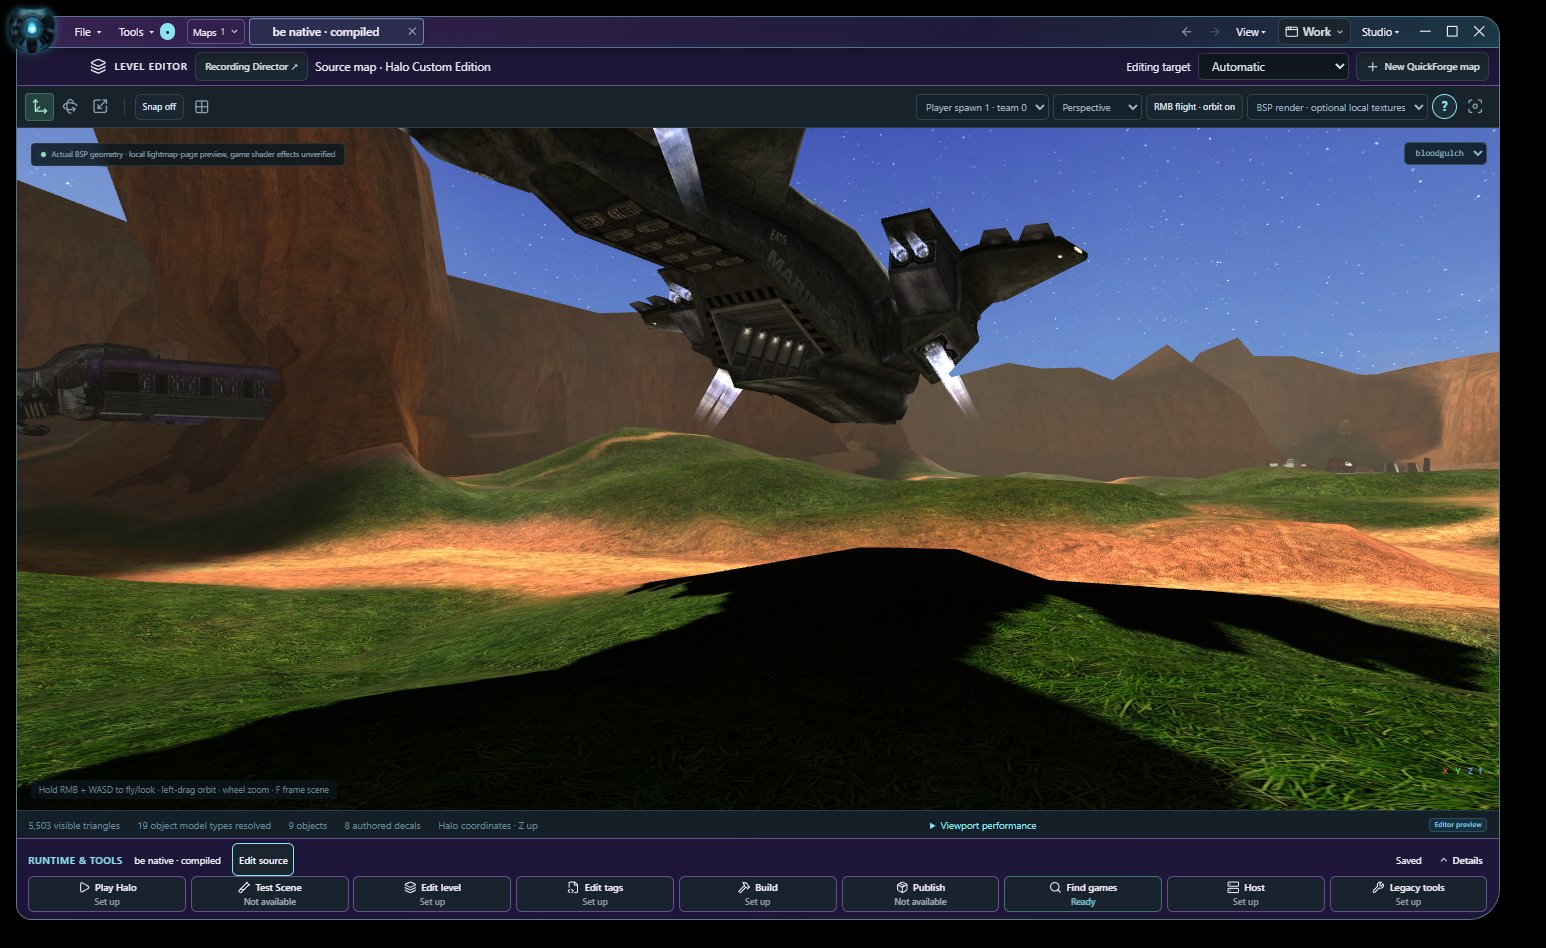 File Tools Maps 1 be native · compiled View Work Studio
LEVEL EDITOR Recording Director ↗ Source map · Halo Custom Edition Editing target Automatic + New QuickForge map
Snap off Player spawn 1 · team 0 Perspective RMB flight · orbit on BSP render · optional local textures ?
Actual BSP geometry · local lightmap-page preview, game shader effects unverified
bloodgulch
E419
MARINE
X Y Z ↑
Hold RMB + WASD to fly/look · left-drag orbit · wheel zoom · F frame scene
5,503 visible triangles 19 object model types resolved 9 objects 8 authored decals Halo coordinates · Z up Viewport performance Editor preview
RUNTIME & TOOLS be native · compiled Edit source Saved Details
Play Halo Test Scene Edit level Edit tags Build Publish Find games Host Legacy tools
Set up Not available Set up Set up Set up Not available Ready Set up Set up